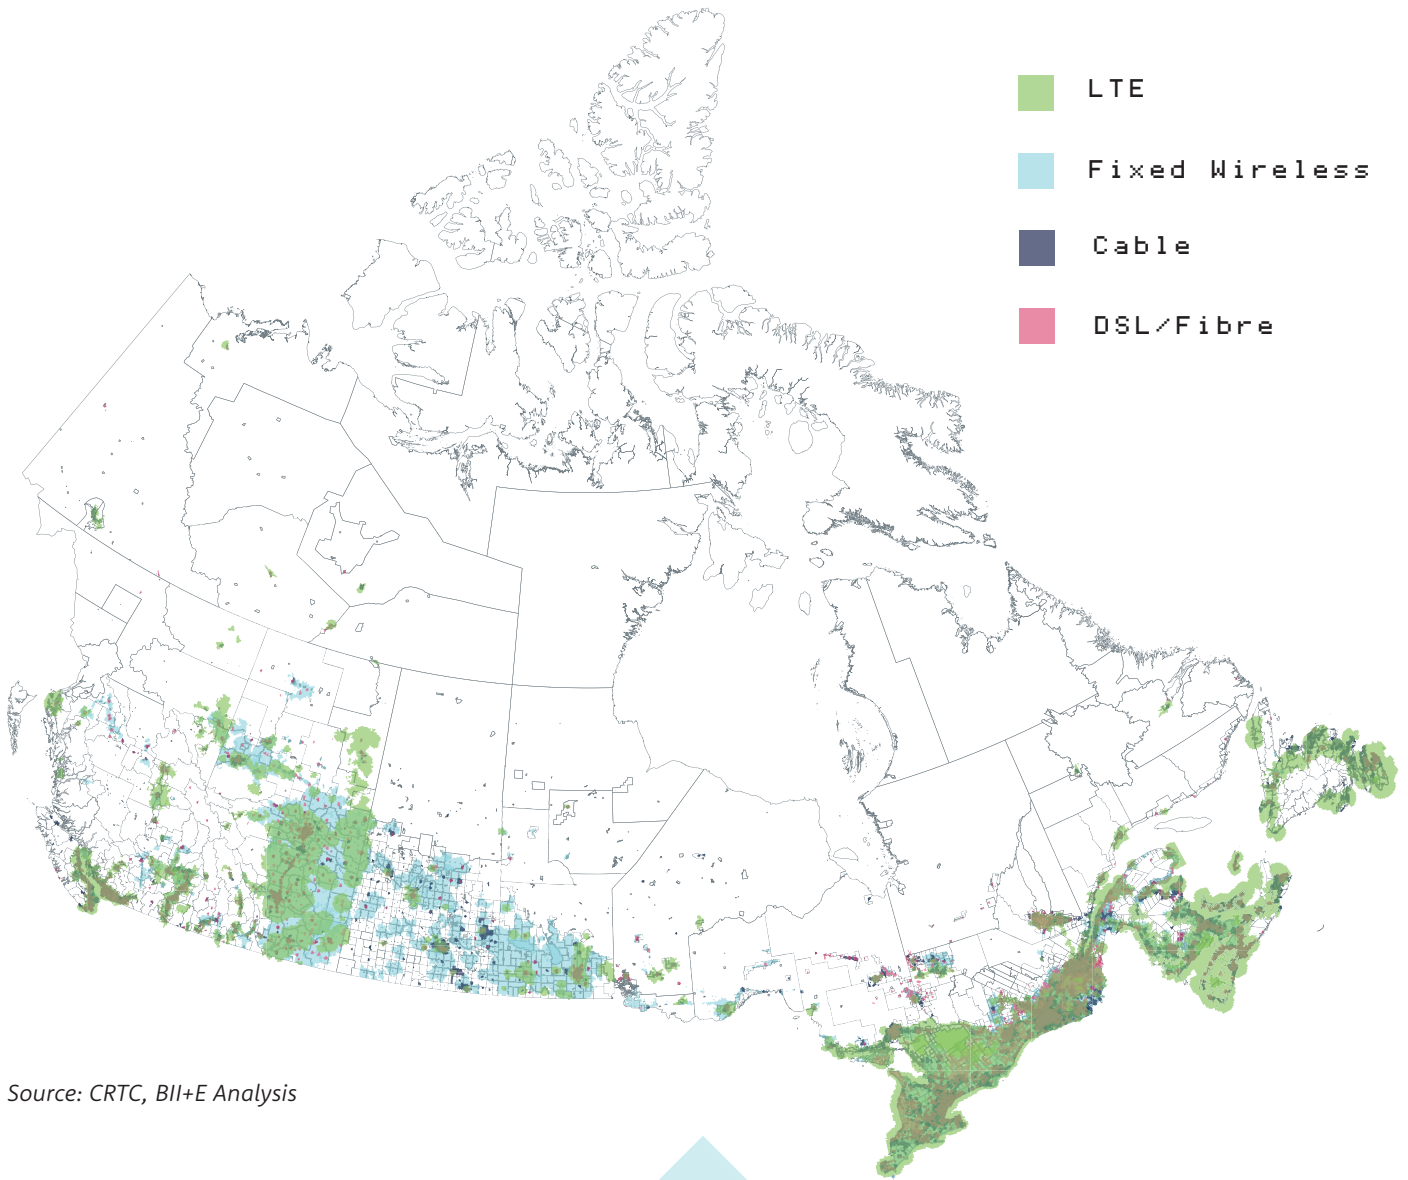 LTE
Fixed Wireless
Cable
DSL/Fibre
Source: CRTC, BII+E Analysis